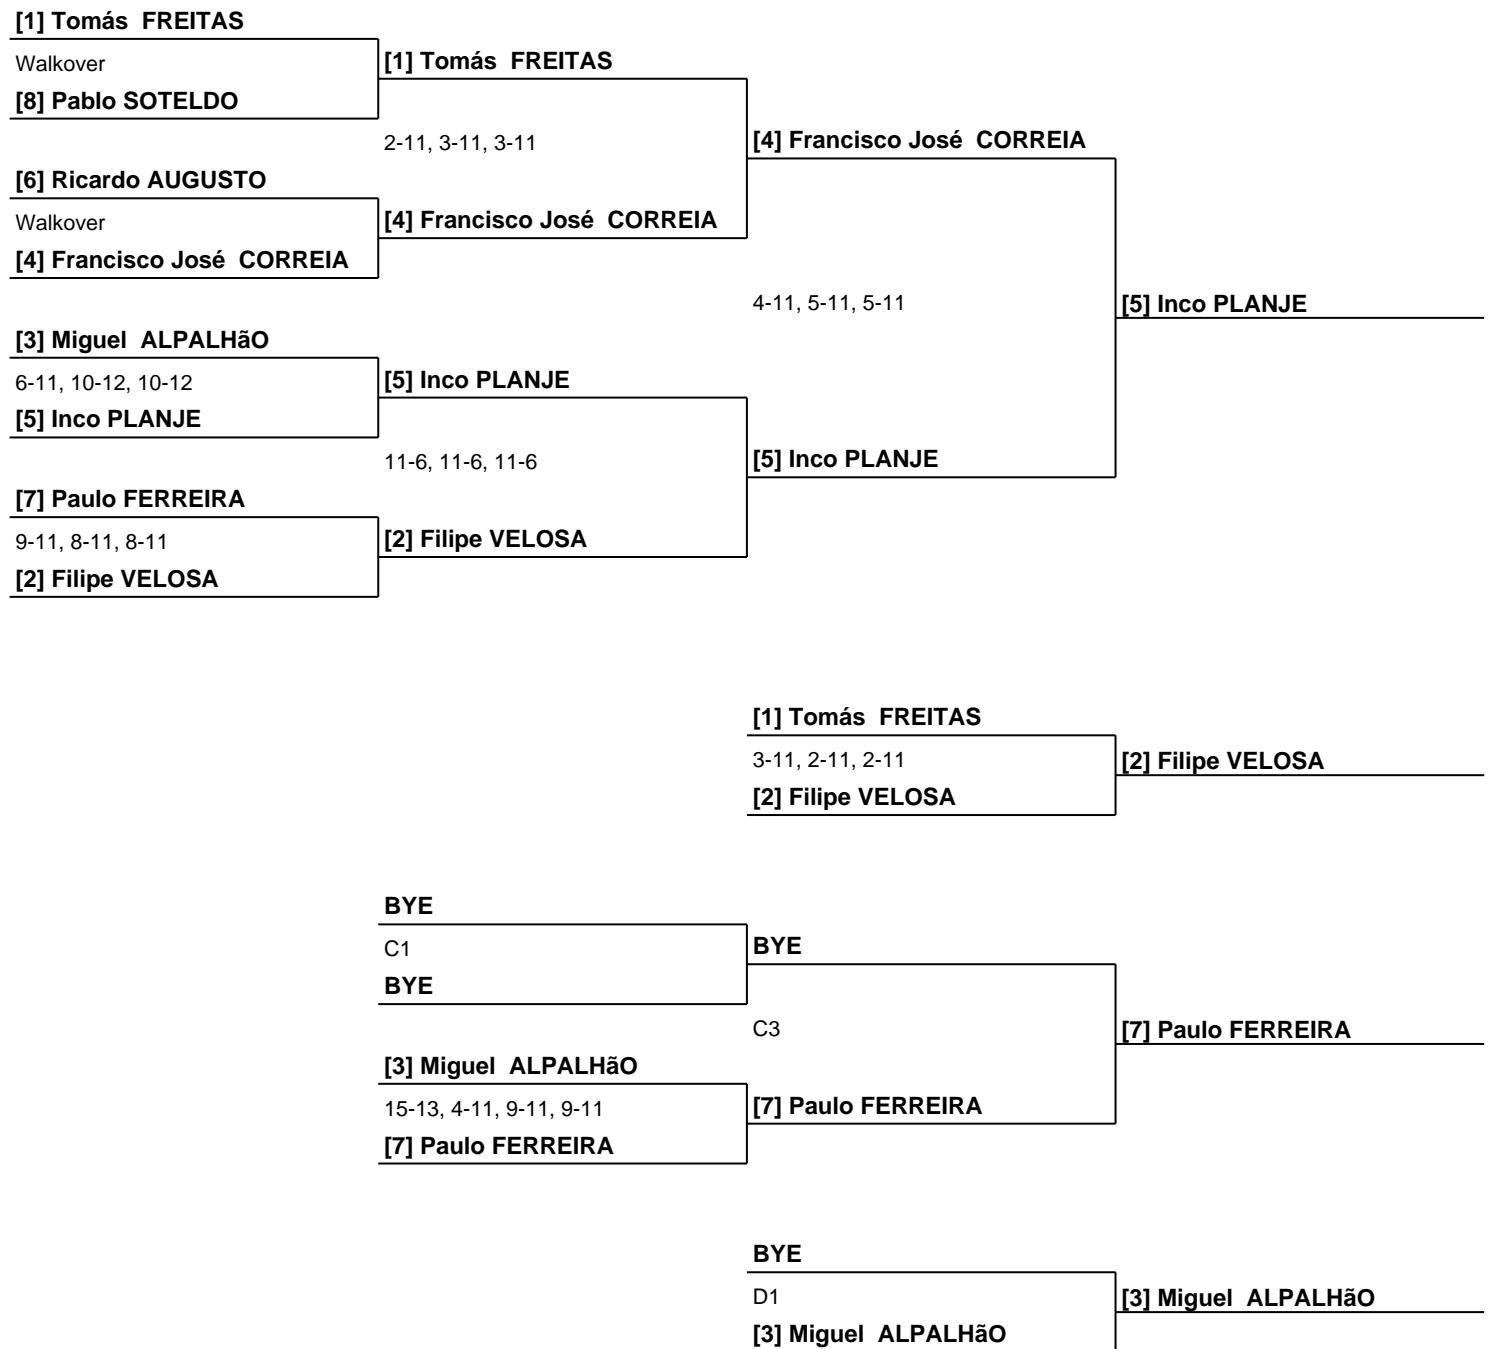 [1] Tomás  FREITAS
Walkover
[1] Tomás  FREITAS
[8] Pablo SOTELDO
2-11, 3-11, 3-11
[4] Francisco José  CORREIA
[6] Ricardo AUGUSTO
Walkover
[4] Francisco José  CORREIA
[4] Francisco José  CORREIA
4-11, 5-11, 5-11
[5] Inco PLANJE
[3] Miguel  ALPALHãO
6-11, 10-12, 10-12
[5] Inco PLANJE
[5] Inco PLANJE
11-6, 11-6, 11-6
[5] Inco PLANJE
[7] Paulo FERREIRA
9-11, 8-11, 8-11
[2] Filipe VELOSA
[2] Filipe VELOSA
[1] Tomás  FREITAS
3-11, 2-11, 2-11
[2] Filipe VELOSA
[2] Filipe VELOSA
BYE
C1
BYE
BYE
C3
[7] Paulo FERREIRA
[3] Miguel  ALPALHãO
15-13, 4-11, 9-11, 9-11
[7] Paulo FERREIRA
[7] Paulo FERREIRA
BYE
D1
[3] Miguel  ALPALHãO
[3] Miguel  ALPALHãO